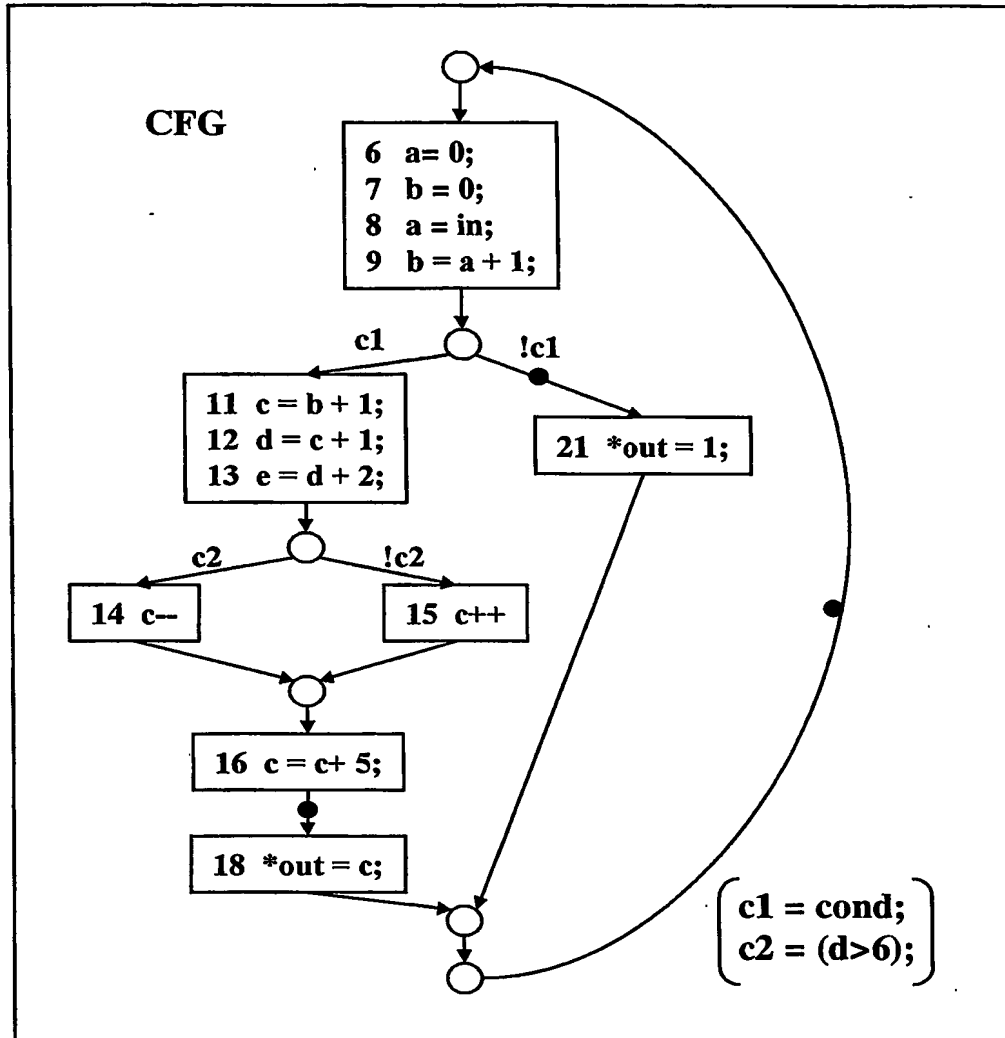 CFG
6 a= 0;
7 b = 0;
8 a = in;
9 b = a + 1;
c1
!c1
11 c = b + 1;
12 d = c + 1;
13 e = d + 2;
21 *out = 1;
c2
!c2
14 c--
15 c++
16 c = c+ 5;
18 *out = c;
c1 = cond;
c2 = (d>6);